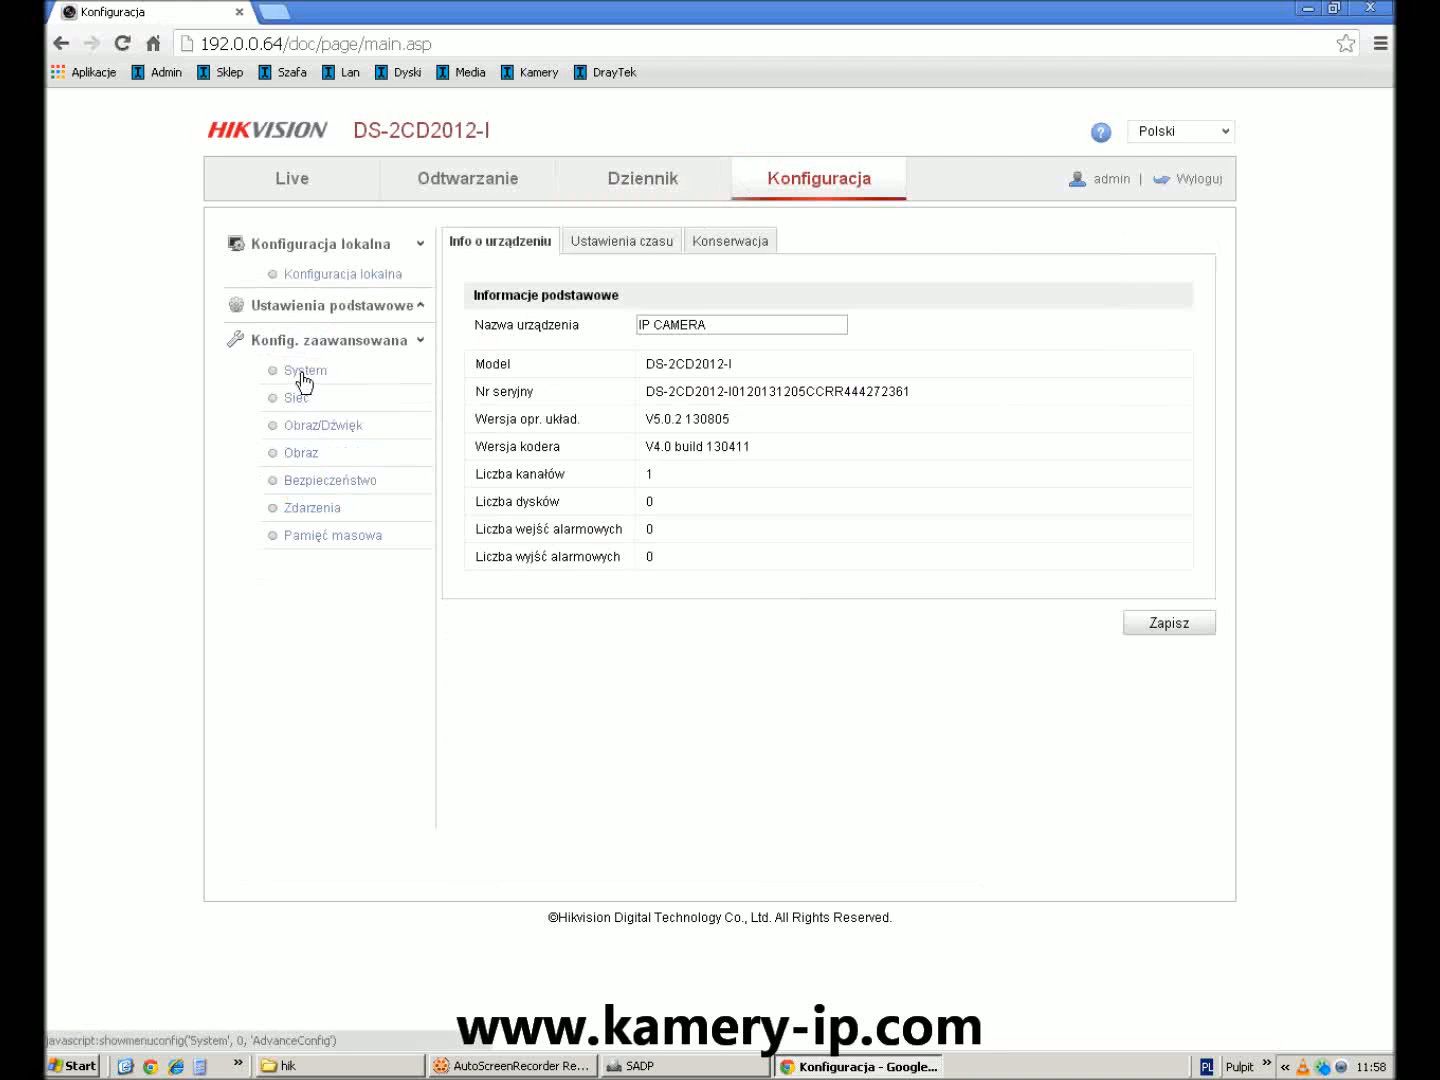 Konfiguracja
192.0.0.64/doc/page/main.asp
Aplikacje Admin Sklep Szafa Lan Dyski Media Kamery DrayTek
HIKVISION DS-2CD2012-I
? Polski
Live Odtwarzanie Dziennik Konfiguracja admin | Wyloguj
Konfiguracja lokalna
Konfiguracja lokalna
Ustawienia podstawowe
Konfig. zaawansowana
System
Sieć
Obraz/Dźwięk
Obraz
Bezpieczeństwo
Zdarzenia
Pamięć masowa
Info o urządzeniu Ustawienia czasu Konserwacja
Informacje podstawowe
Nazwa urządzenia IP CAMERA
Model DS-2CD2012-I
Nr seryjny DS-2CD2012-I0120131205CCRR444272361
Wersja opr. układ. V5.0.2 130805
Wersja kodera V4.0 build 130411
Liczba kanałów 1
Liczba dysków 0
Liczba wejść alarmowych 0
Liczba wyjść alarmowych 0
Zapisz
©Hikvision Digital Technology Co., Ltd. All Rights Reserved.
www.kamery-ip.com
javascript:showmenuconfig('System', 0, 'AdvanceConfig')
Start » hik AutoScreenRecorder Re... SADP Konfiguracja - Google... PL Pulpit » « 11:58